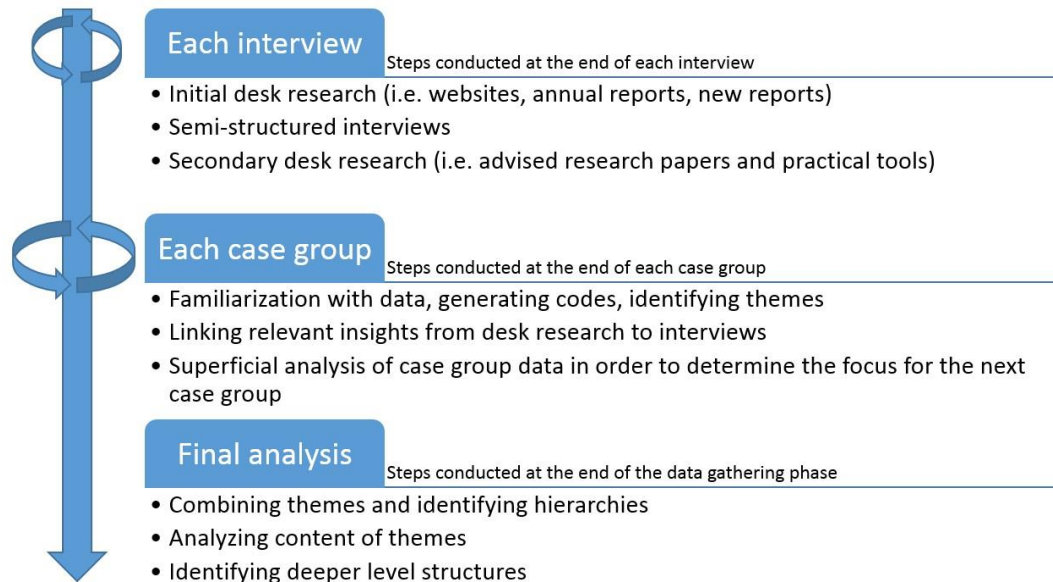 Each interview
Steps conducted at the end of each interview
• Initial desk research (i.e. websites, annual reports, new reports)
• Semi-structured interviews
• Secondary desk research (i.e. advised research papers and practical tools)
Each case group
Steps conducted at the end of each case group
• Familiarization with data, generating codes, identifying themes
• Linking relevant insights from desk research to interviews
• Superficial analysis of case group data in order to determine the focus for the next
case group
Final analysis
Steps conducted at the end of the data gathering phase
• Combining themes and identifying hierarchies
• Analyzing content of themes
• Identifying deeper level structures